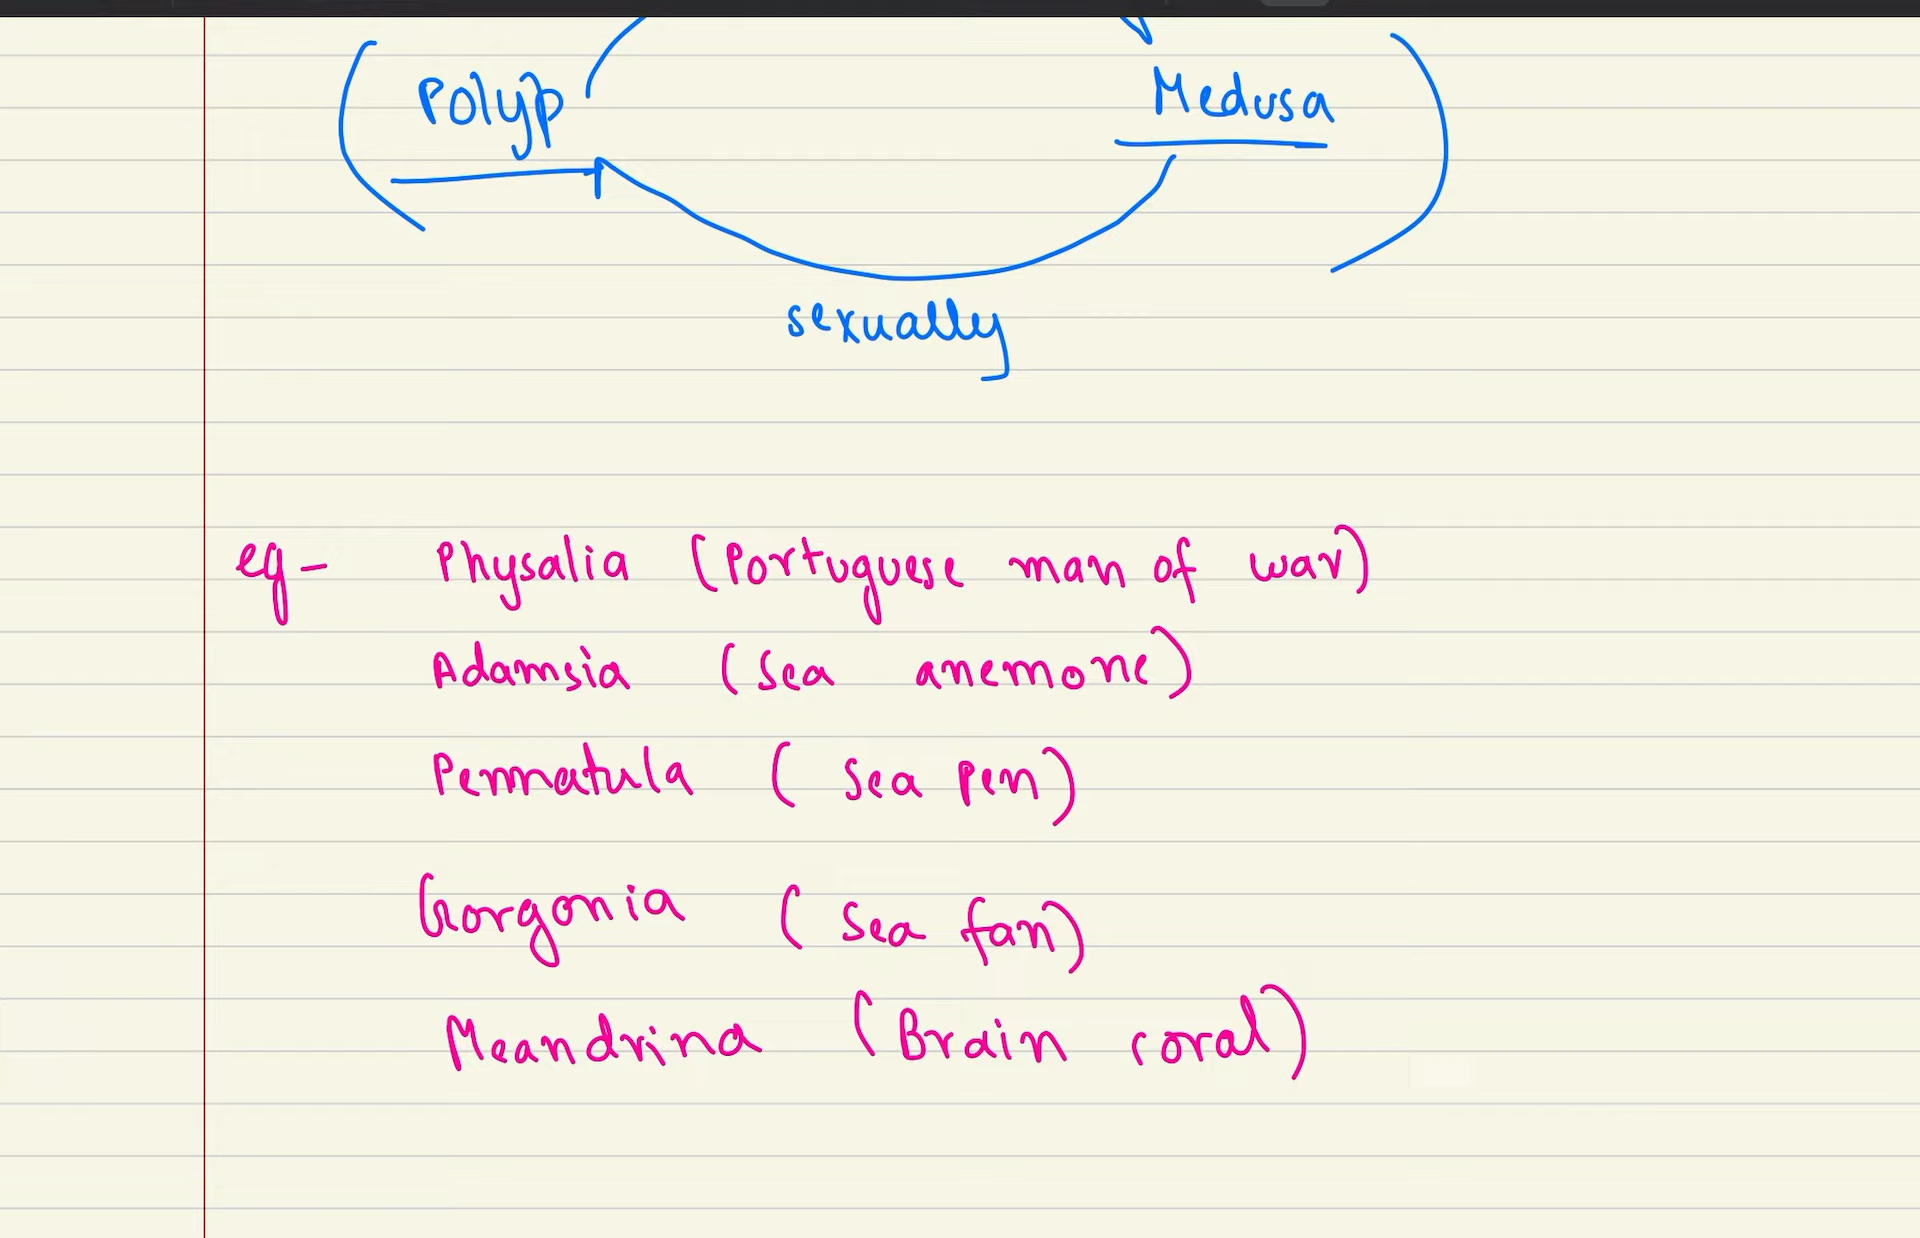 Polyp Medusa
sexually
eg - Physalia (Portuguese man of war)
Adamsia (Sea anemone)
Pennatula (Sea pen)
Gorgonia (Sea fan)
Meandrina (Brain coral)